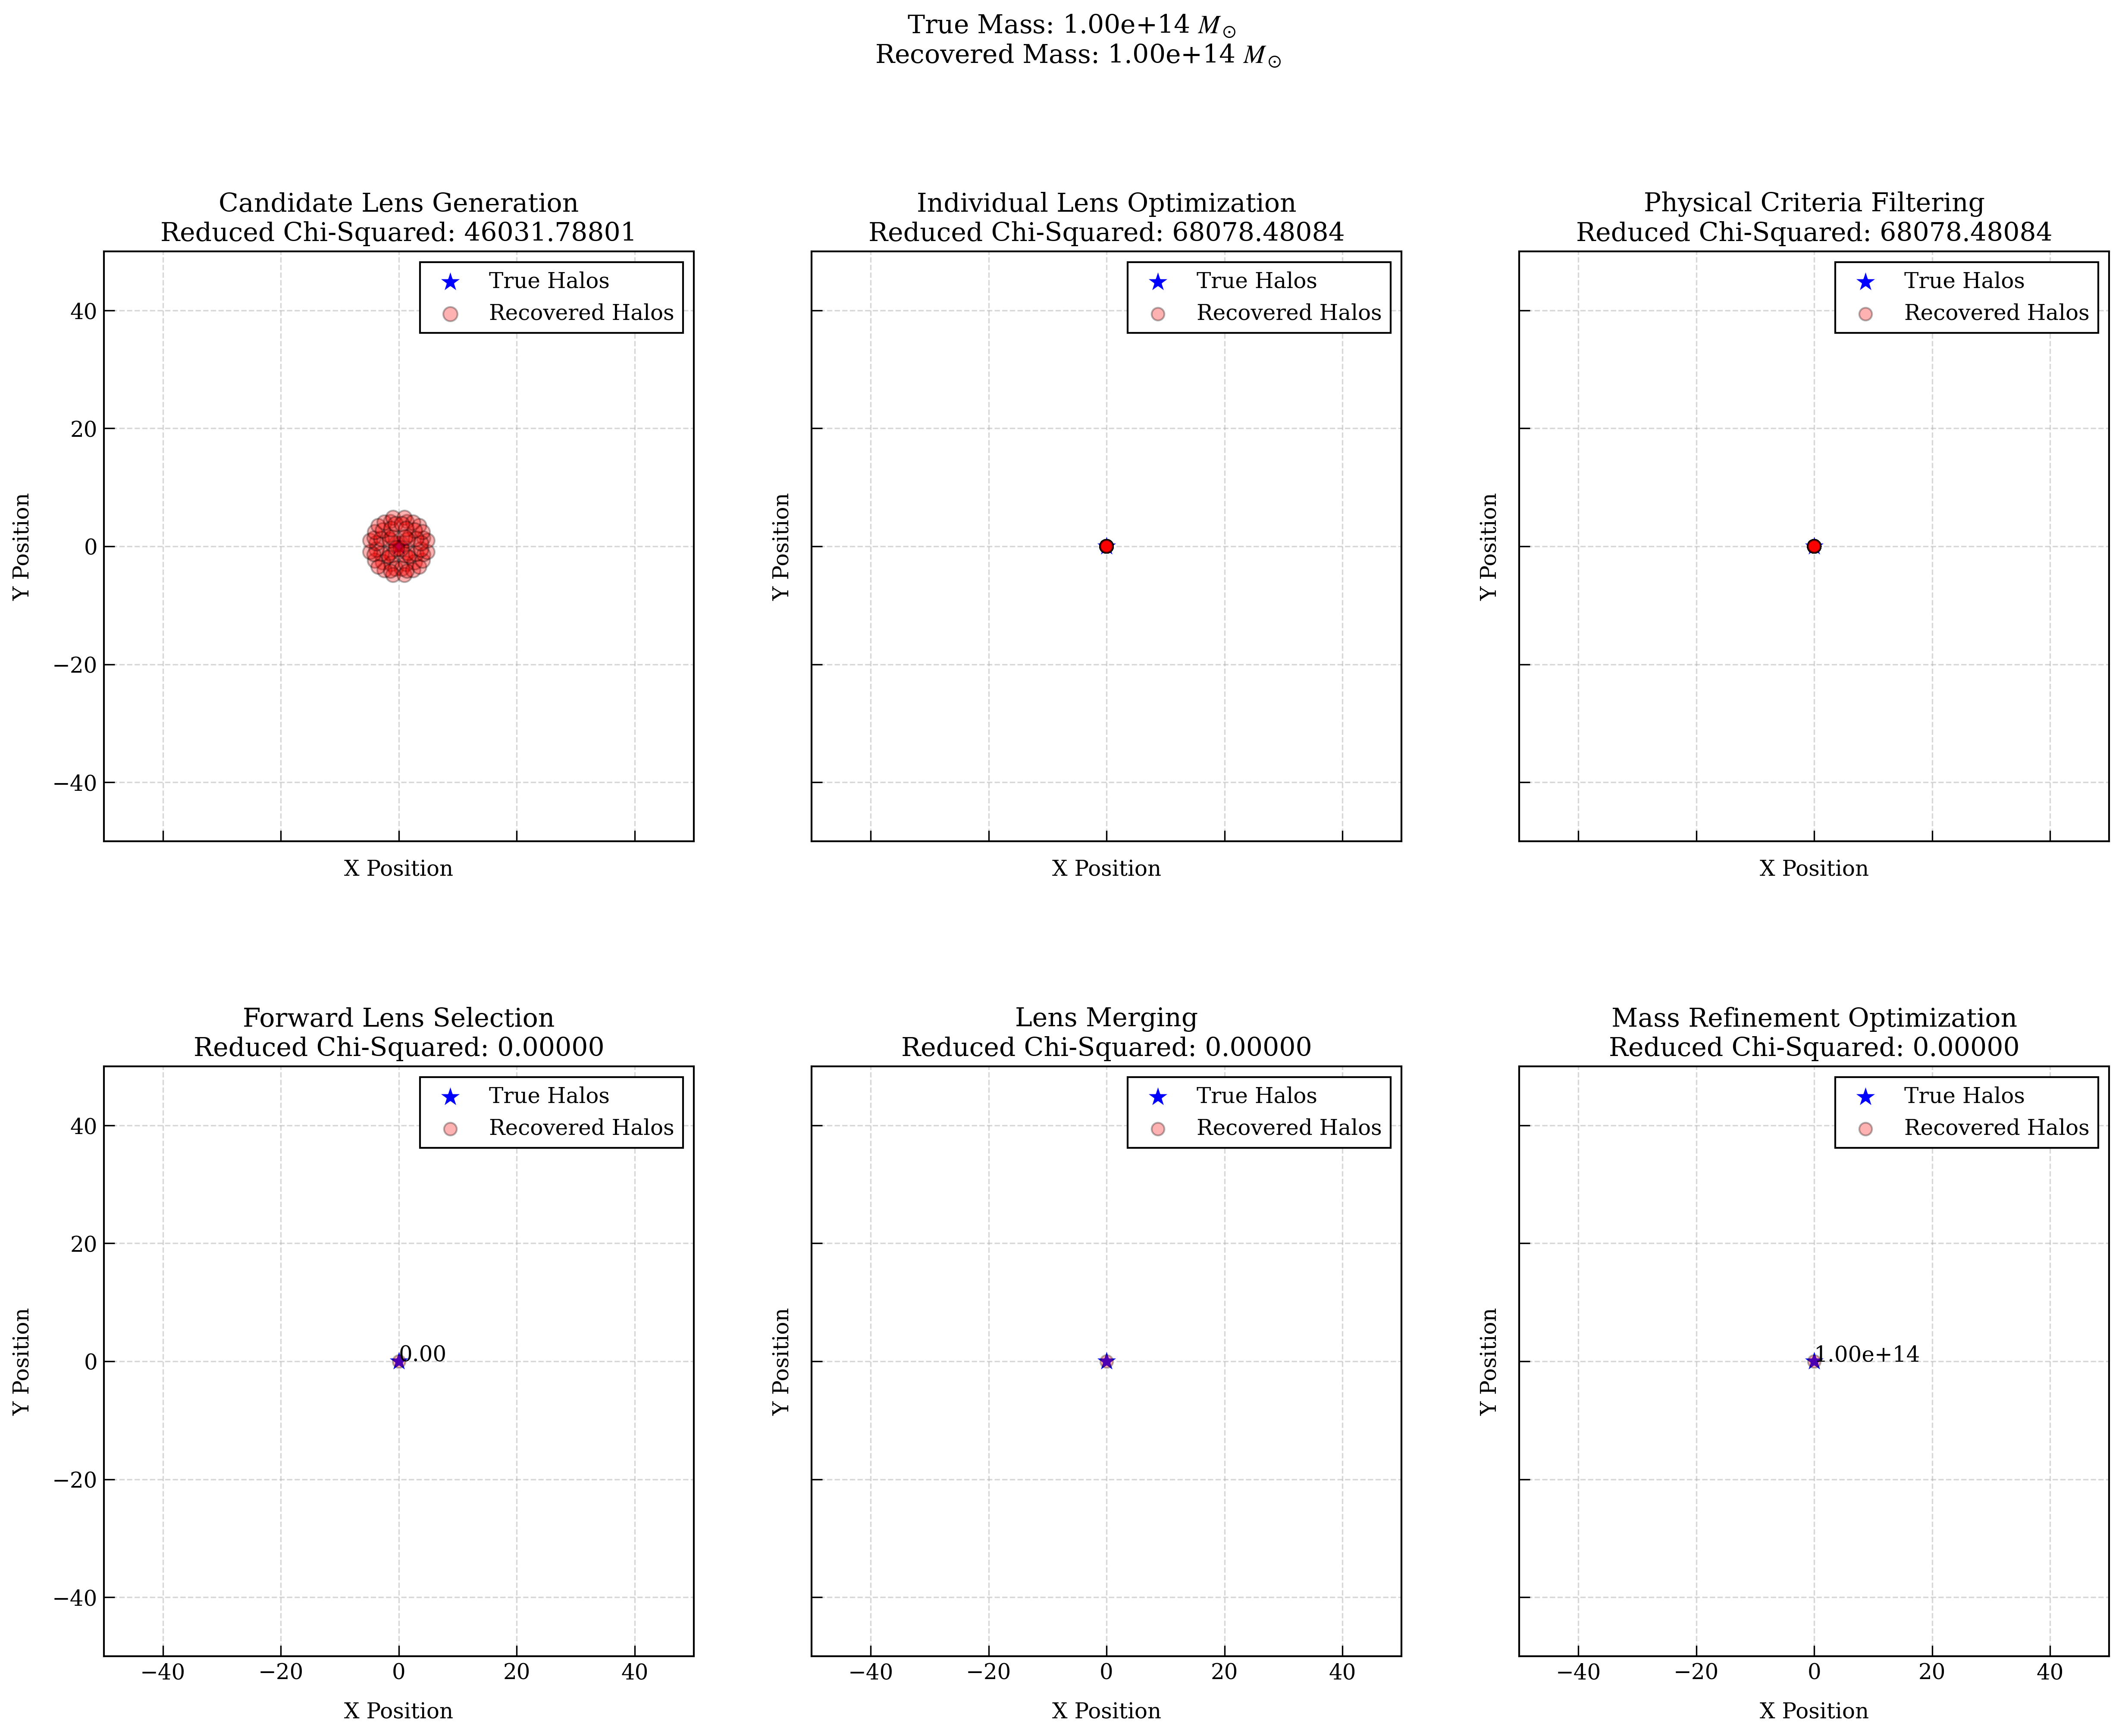 True Mass: 1.00e+14 M⊙
Recovered Mass: 1.00e+14 M⊙
Candidate Lens Generation
Reduced Chi-Squared: 46031.78801
True Halos
Recovered Halos
40
20
0
−20
−40
Y Position
X Position
Individual Lens Optimization
Reduced Chi-Squared: 68078.48084
True Halos
Recovered Halos
Y Position
X Position
Physical Criteria Filtering
Reduced Chi-Squared: 68078.48084
True Halos
Recovered Halos
Y Position
X Position
Forward Lens Selection
Reduced Chi-Squared: 0.00000
True Halos
Recovered Halos
40
20
0
−20
−40
0.00
Y Position
−40 −20 0 20 40
X Position
Lens Merging
Reduced Chi-Squared: 0.00000
True Halos
Recovered Halos
Y Position
−40 −20 0 20 40
X Position
Mass Refinement Optimization
Reduced Chi-Squared: 0.00000
True Halos
Recovered Halos
1.00e+14
Y Position
−40 −20 0 20 40
X Position